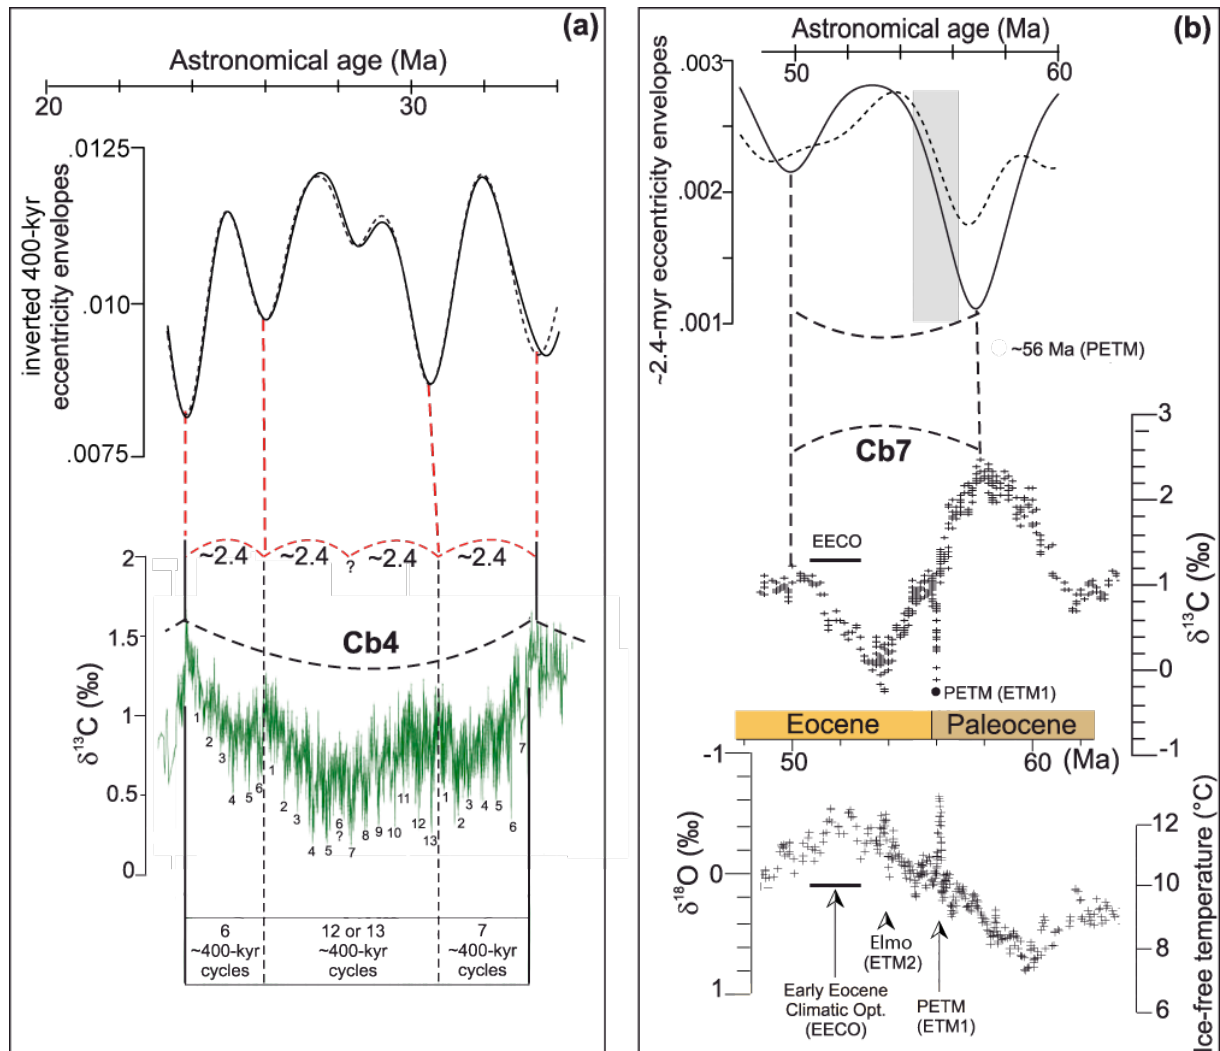 (a)
Astronomical age (Ma)
20 30
inverted 400-kyr
eccentricity envelopes
.0125
.010
.0075
~2.4 ~2.4 ? ~2.4 ~2.4
Cb4
δ13C (‰)
2
1.5
1
0.5
0
1 2 3 4 5 6
1 2 3 4 5 6 ? 7 8 9 10 11 12 13
1 2 3 4 5 6 7
6
~400-kyr
cycles
12 or 13
~400-kyr
cycles
7
~400-kyr
cycles
(b)
Astronomical age (Ma)
50 60
~2.4-myr eccentricity envelopes
.003
.002
.001
~56 Ma (PETM)
Cb7
EECO
δ13C (‰)
3
2
1
0
-1
PETM (ETM1)
Eocene Paleocene
50 60 (Ma)
δ18O (‰)
-1
0
1
Ice-free temperature (°C)
12
10
8
6
Elmo
(ETM2)
Early Eocene
Climatic Opt.
(EECO)
PETM
(ETM1)